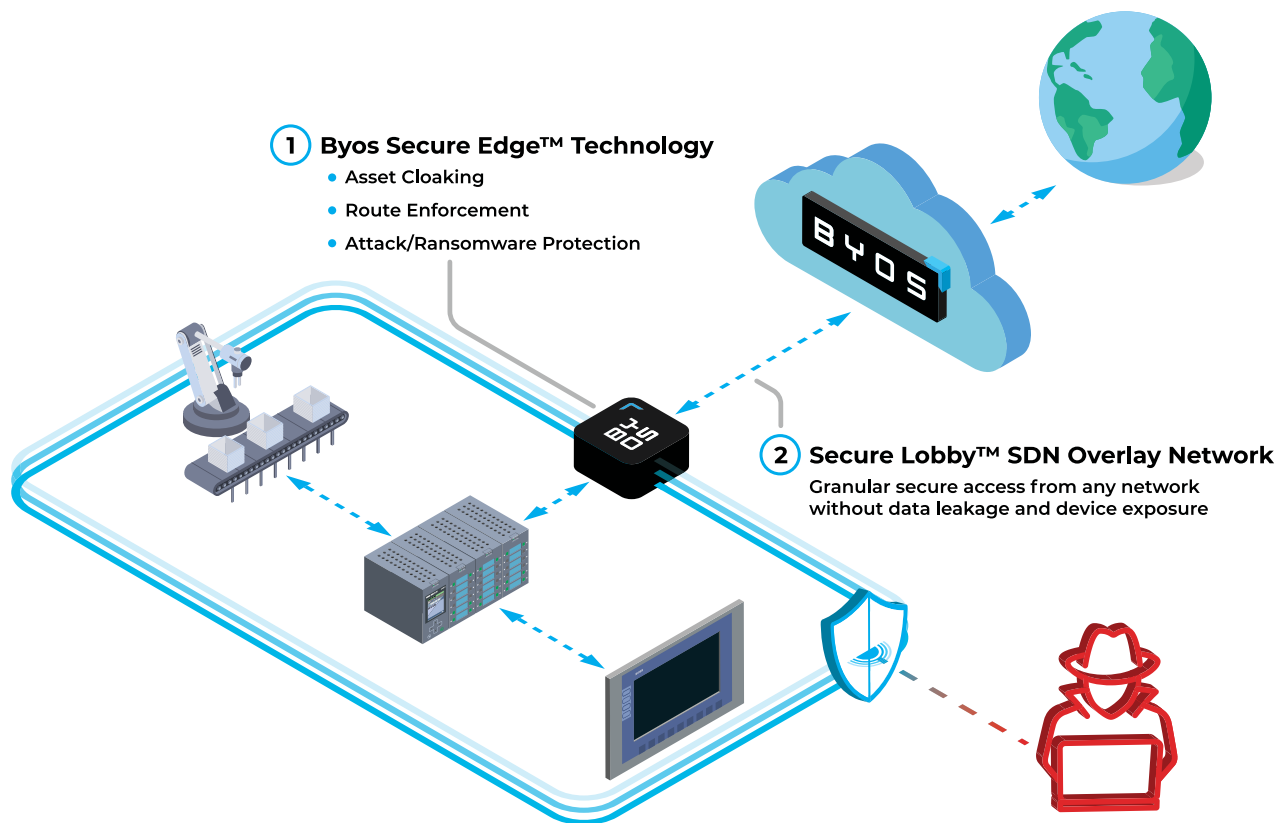 1 Byos Secure Edge™ Technology
• Asset Cloaking
• Route Enforcement
• Attack/Ransomware Protection
BYOS
BYOS
2 Secure Lobby™ SDN Overlay Network
Granular secure access from any network
without data leakage and device exposure